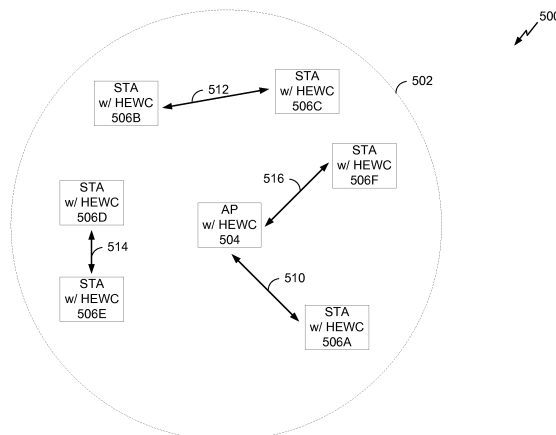 500
502
STA
w/ HEWC
506B
512
STA
w/ HEWC
506C
STA
w/ HEWC
506F
516
STA
w/ HEWC
506D
AP
w/ HEWC
504
514
510
STA
w/ HEWC
506E
STA
w/ HEWC
506A